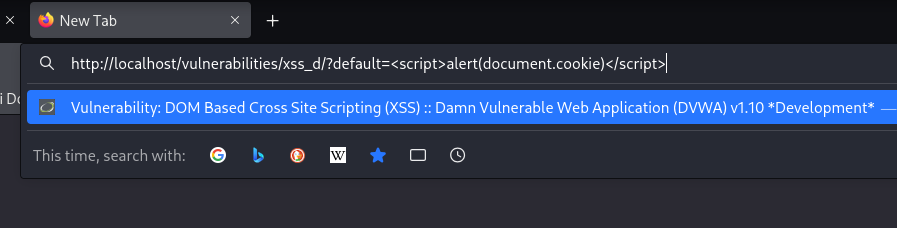 New Tab
http://localhost/vulnerabilities/xss_d/?default=<script>alert(document.cookie)</script>
i Do
Vulnerability: DOM Based Cross Site Scripting (XSS) :: Damn Vulnerable Web Application (DVWA) v1.10 *Development* —
This time, search with: G W